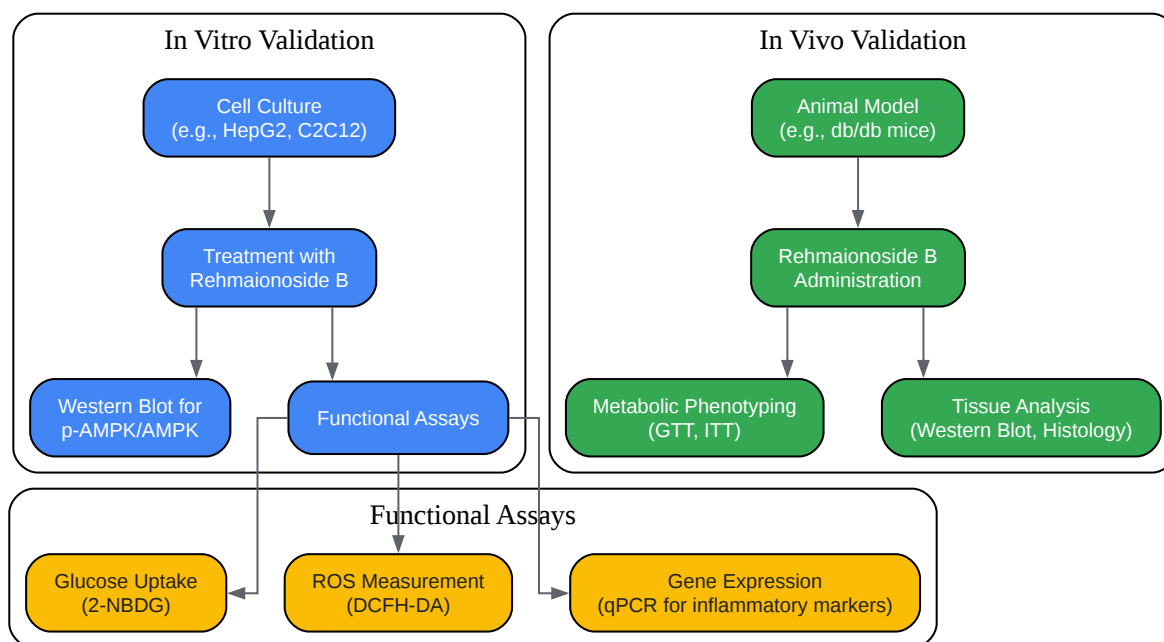 In Vitro Validation
Cell Culture
(e.g., HepG2, C2C12)
Treatment with
Rehmaionoside B
Western Blot for
p-AMPK/AMPK
Functional Assays
In Vivo Validation
Animal Model
(e.g., db/db mice)
Rehmaionoside B
Administration
Metabolic Phenotyping
(GTT, ITT)
Tissue Analysis
(Western Blot, Histology)
Functional Assays
Glucose Uptake
(2-NBDG)
ROS Measurement
(DCFH-DA)
Gene Expression
(qPCR for inflammatory markers)